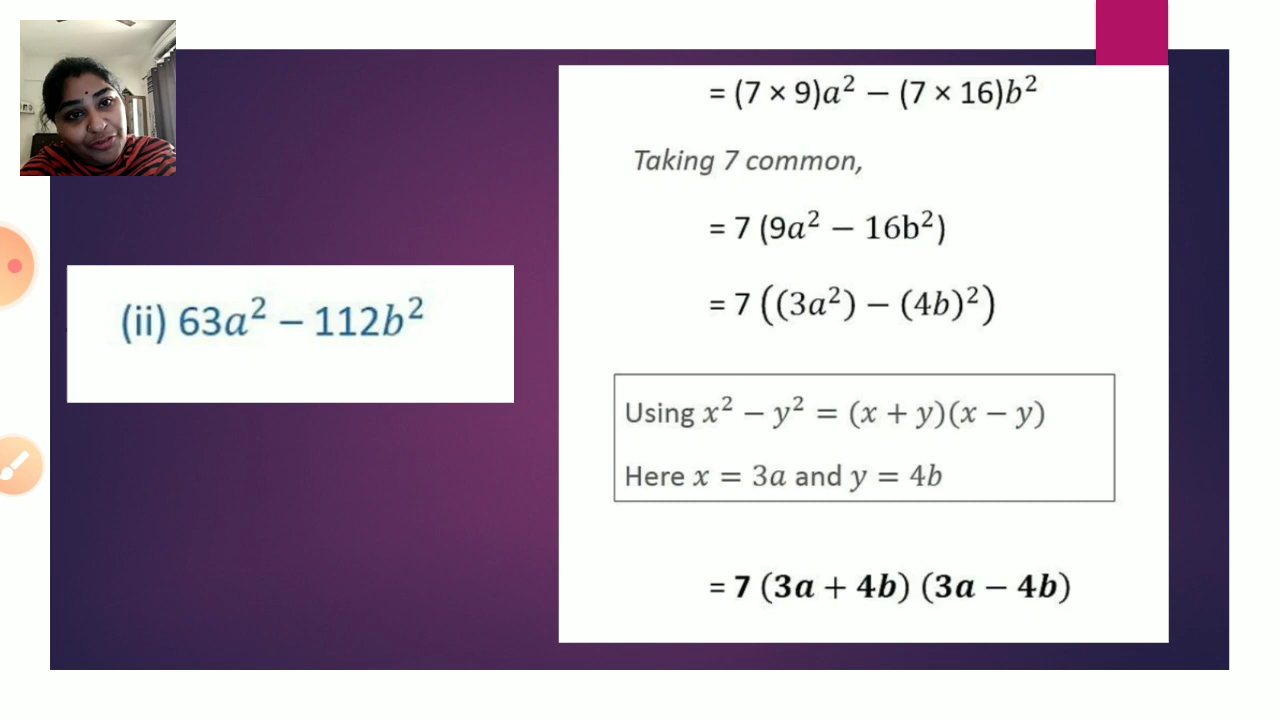 (ii) 63a² − 112b²
= (7 × 9)a² − (7 × 16)b²
Taking 7 common,
= 7 (9a² − 16b²)
= 7 ((3a²) − (4b)²)
Using x² − y² = (x + y)(x − y)
Here x = 3a and y = 4b
= 7 (3a + 4b) (3a − 4b)